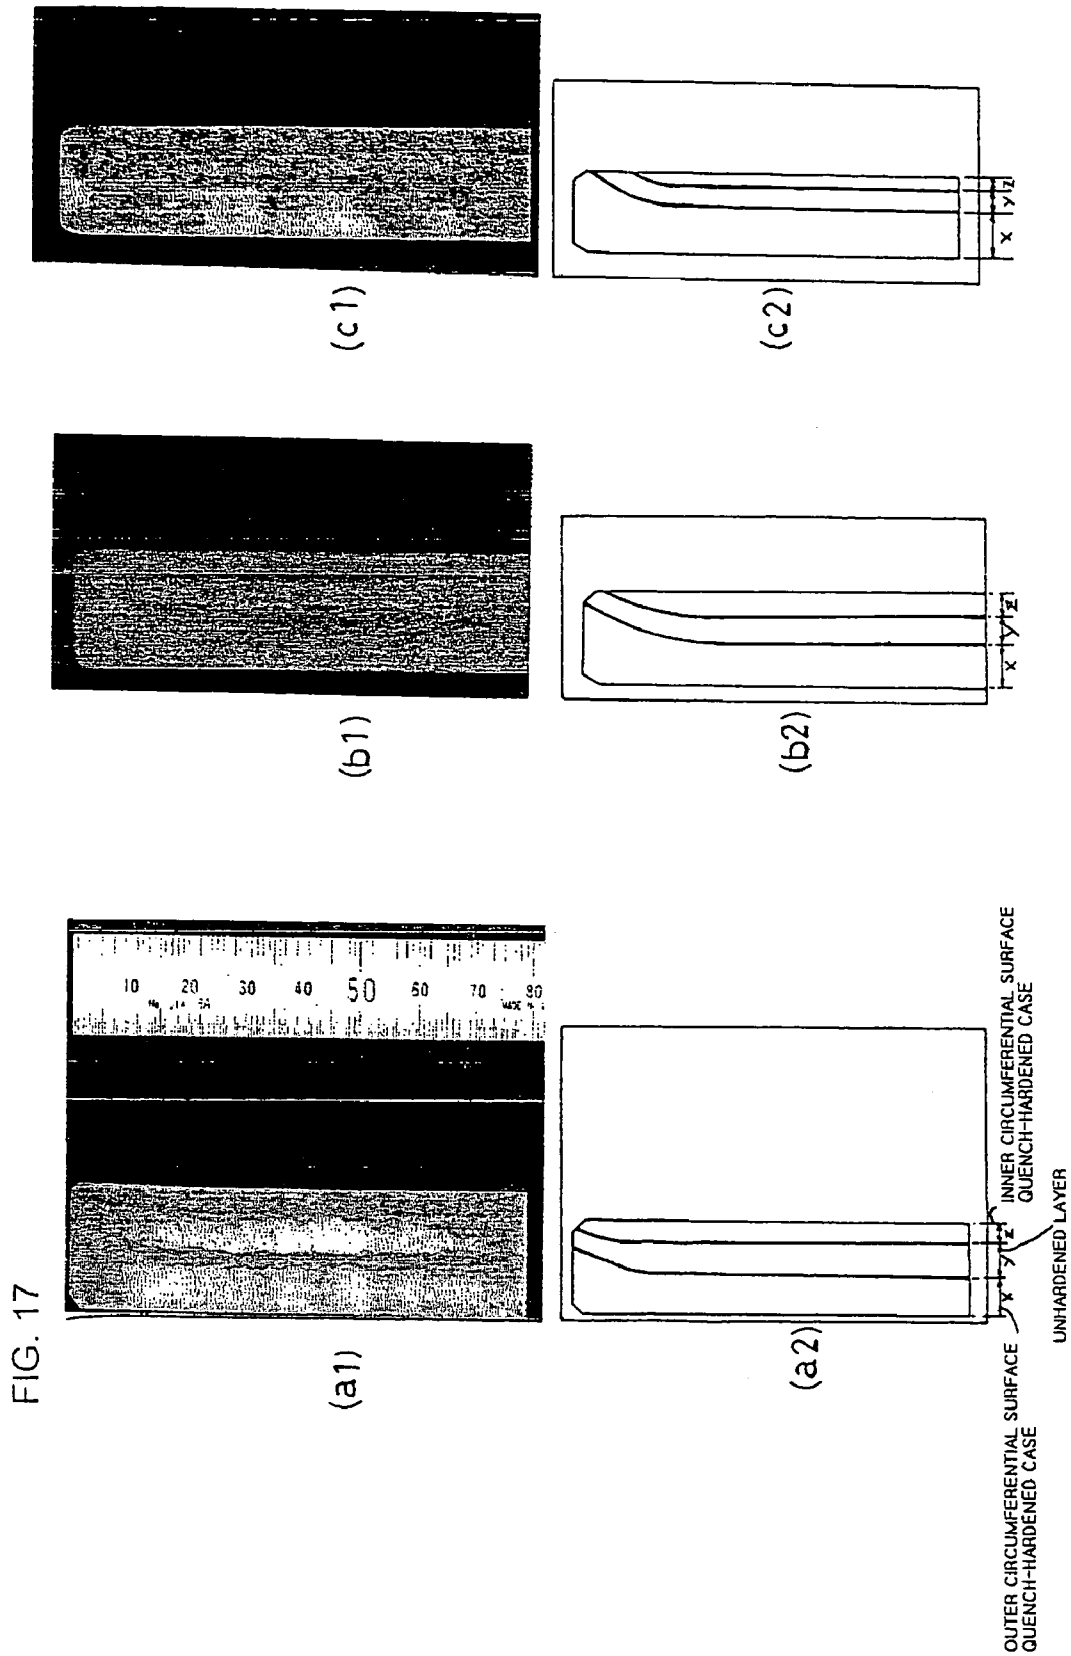 FIG. 17
(a1)
10 20 30 40 50 60 70 80
(b1)
(c1)
(a2)
x y z
OUTER CIRCUMFERENTIAL SURFACE
QUENCH-HARDENED CASE
UNHARDENED LAYER
INNER CIRCUMFERENTIAL SURFACE
QUENCH-HARDENED CASE
(b2)
x y z
(c2)
x y z